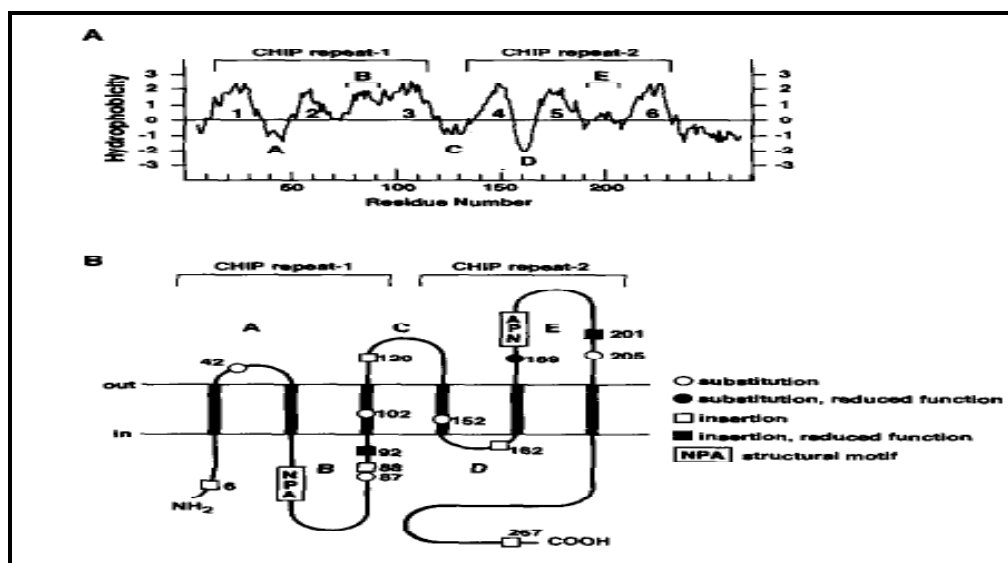 A
CHIP repeat-1 CHIP repeat-2
B E
3 3
2 2
1 1 2 3 4 5 6 1
0 0
-1 -1
-2 A C D -2
-3 -3
Hydrophobicity
50 100 150 200
Residue Number
B
CHIP repeat-1 CHIP repeat-2
A C APN E
201
42 120 189 205
out
102 152
in
92 162
NPA B 88 D
87
6
NH2
267
COOH
substitution
substitution, reduced function
insertion
insertion, reduced function
NPA structural motif